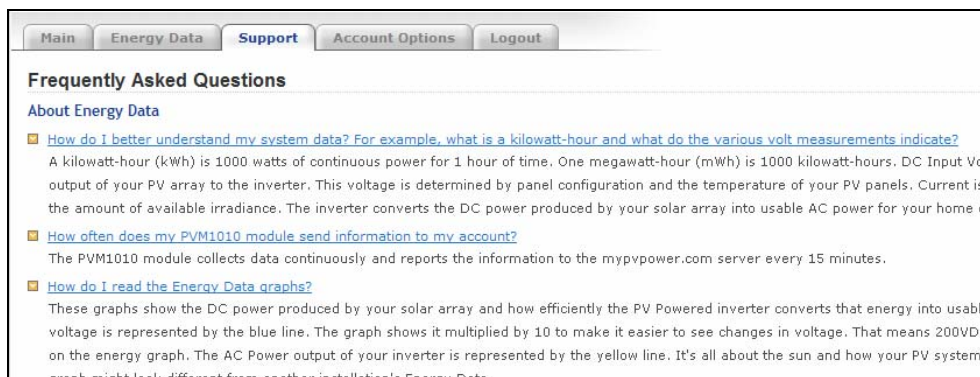 Main Energy Data Support Account Options Logout
Frequently Asked Questions
About Energy Data
How do I better understand my system data? For example, what is a kilowatt-hour and what do the various volt measurements indicate?
A kilowatt-hour (kWh) is 1000 watts of continuous power for 1 hour of time. One megawatt-hour (mWh) is 1000 kilowatt-hours. DC Input
output of your PV array to the inverter. This voltage is determined by panel configuration and the temperature of your PV panels. Current is
the amount of available irradiance. The inverter converts the DC power produced by your solar array into usable AC power for your home
How often does my PVM1010 module send information to my account?
The PVM1010 module collects data continuously and reports the information to the mypvpower.com server every 15 minutes.
How do I read the Energy Data graphs?
These graphs show the DC power produced by your solar array and how efficiently the PV Powered inverter converts that energy into
voltage is represented by the blue line. The graph shows it multiplied by 10 to make it easier to see changes in voltage. That means 200VD
on the energy graph. The AC Power output of your inverter is represented by the yellow line. It's all about the sun and how your PV system
graph might look different from another installation's Energy Data